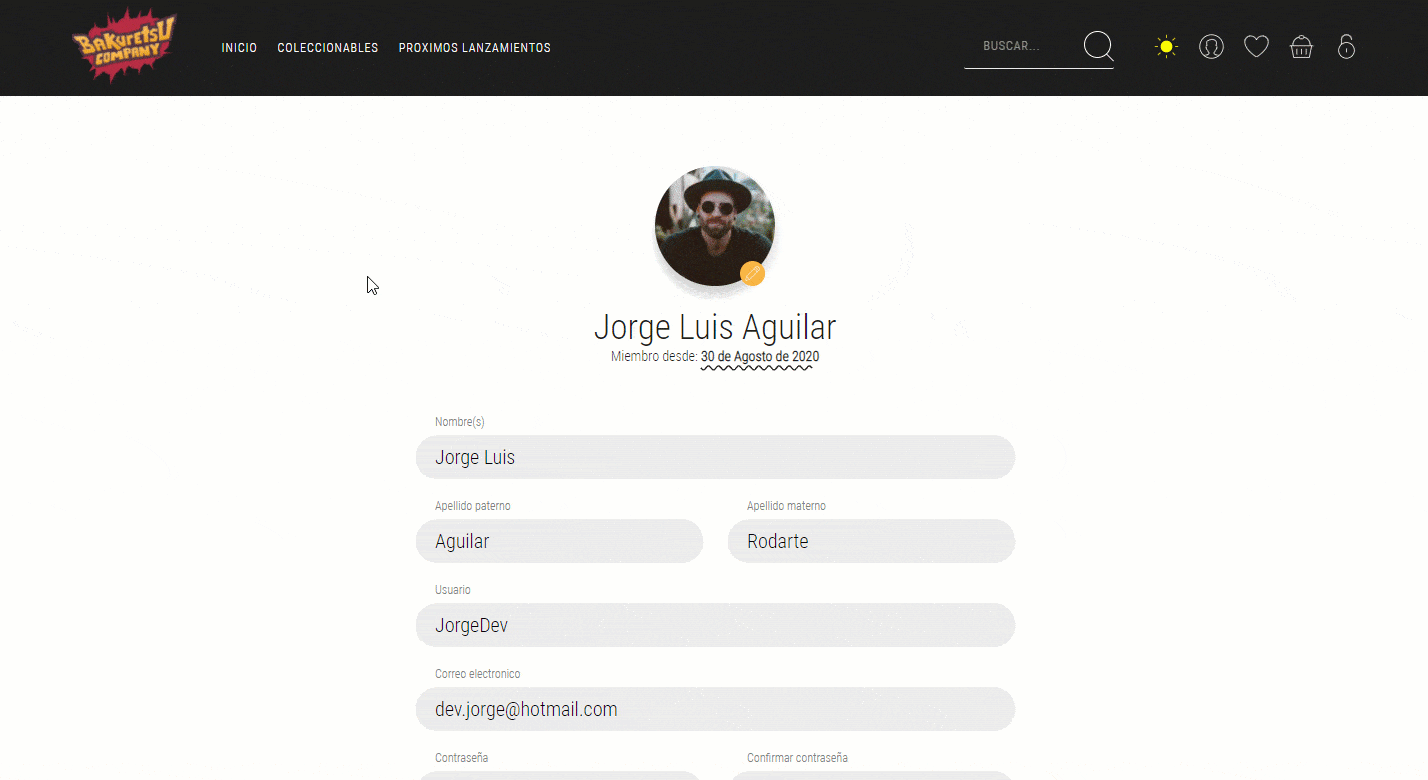 BAKURETSU
COMPANY
INICIO COLECCIONABLES PROXIMOS LANZAMIENTOS BUSCAR...
Jorge Luis Aguilar
Miembro desde: 30 de Agosto de 2020
Nombre(s)
Jorge Luis
Apellido paterno Apellido materno
Aguilar Rodarte
Usuario
JorgeDev
Correo electronico
dev.jorge@hotmail.com
Contraseña Confirmar contraseña